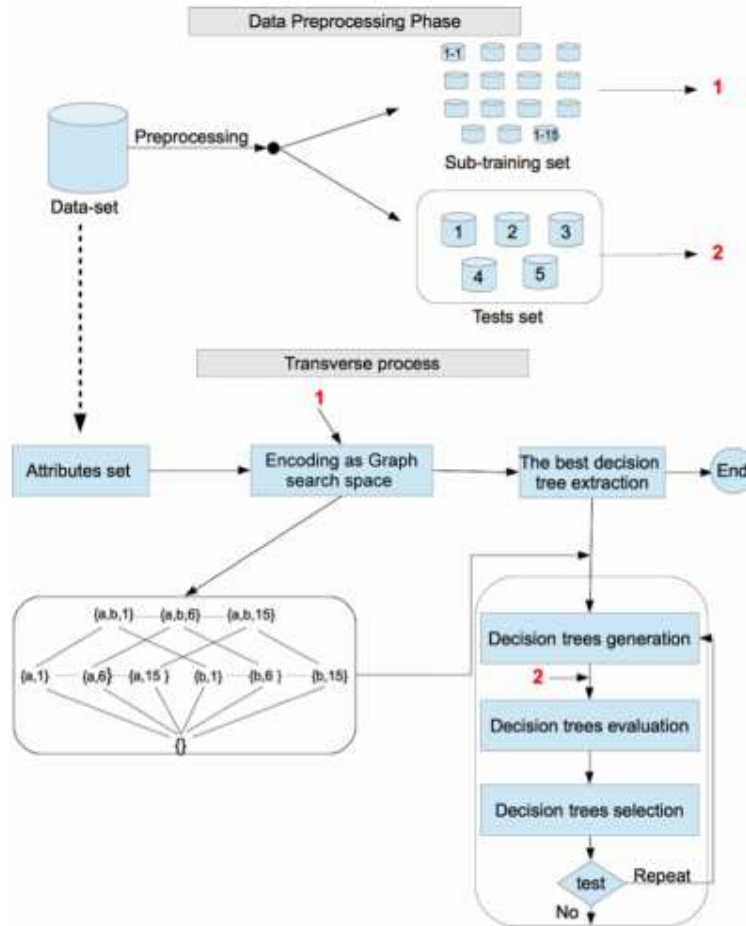 Data Preprocessing Phase
1-1
1
Preprocessing
1-15
Sub-training set
Data-set
1
2
3
2
4
5
Tests set
Transverse process
1
Attributes set
Encoding as Graph
search space
The best decision
tree extraction
End
{a,b,1} {a,b,6} {a,b,15}
{a,1} {a,6} {a,15 } {b,1} {b,6 } {b,15}
{}
Decision trees generation
2
Decision trees evaluation
Decision trees selection
test
Repeat
No